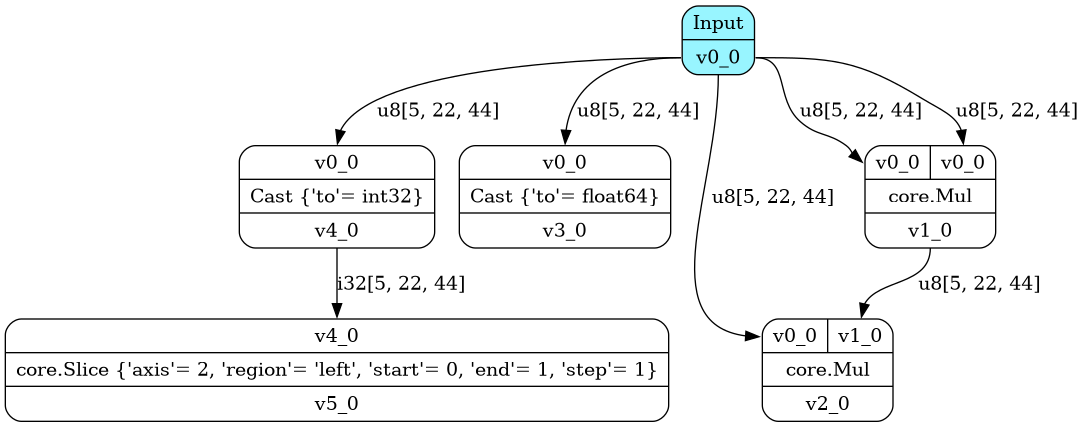 Input
v0_0
u8[5, 22, 44]
u8[5, 22, 44]
u8[5, 22, 44]
u8[5, 22, 44]
v0_0
Cast {'to'= int32}
v4_0
v0_0
Cast {'to'= float64}
v3_0
u8[5, 22, 44]
v0_0 v0_0
core.Mul
v1_0
i32[5, 22, 44]
u8[5, 22, 44]
v4_0
core.Slice {'axis'= 2, 'region'= 'left', 'start'= 0, 'end'= 1, 'step'= 1}
v5_0
v0_0 v1_0
core.Mul
v2_0